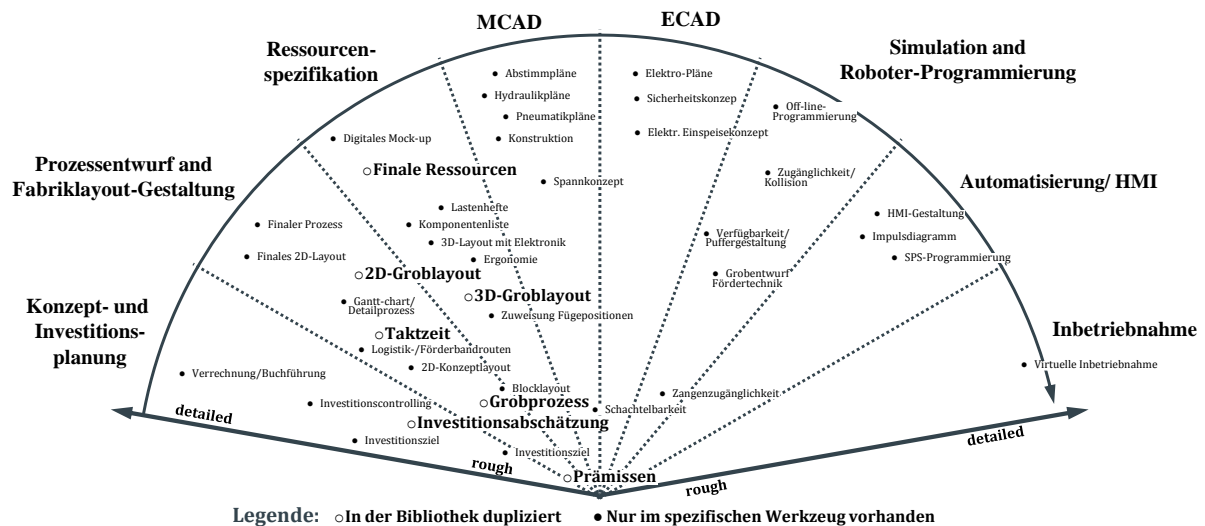 MCAD
ECAD
Ressourcen-
spezifikation
Simulation and
Roboter-Programmierung
Prozessentwurf and
Fabriklayout-Gestaltung
Automatisierung/ HMI
Konzept- und
Investitions-
planung
Inbetriebnahme
Abstimmpläne
Hydraulikpläne
Pneumatikpläne
Konstruktion
Spannkonzept
Elektro-Pläne
Sicherheitskonzep
Elektr. Einspeisekonzept
Off-line-
Programmierung
Zugänglichkeit/
Kollision
Verfügbarkeit/
Puffergestaltung
Grobentwurf
Fördertechnik
HMI-Gestaltung
Impulsdiagramm
SPS-Programmierung
Virtuelle Inbetriebnahme
Digitales Mock-up
Finale Ressourcen
Lastenhefte
Komponentenliste
3D-Layout mit Elektronik
Ergonomie
3D-Groblayout
Zuweisung Fügepositionen
Finaler Prozess
Finales 2D-Layout
2D-Groblayout
Gantt-chart/
Detailprozess
Taktzeit
Logistik-/Förderbandrouten
2D-Konzeptlayout
Blocklayout
Grobprozess
Schachtelbarkeit
Zangenzugänglichkeit
Verrechnung/Buchführung
Investitionscontrolling
Investitionsabschätzung
Investitionsziel
Investitionsziel
Prämissen
detailed
rough
rough
detailed
Legende: In der Bibliothek dupliziert Nur im spezifischen Werkzeug vorhanden